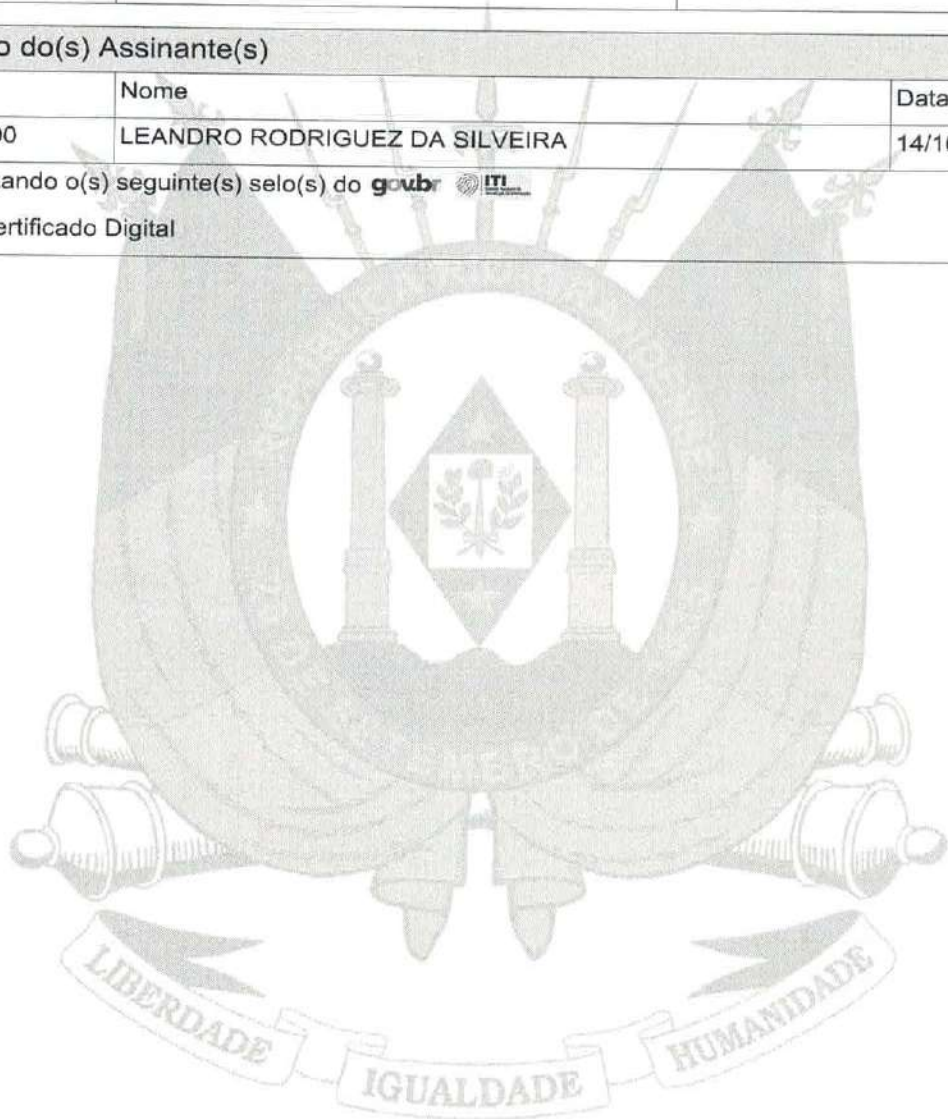 o do(s) Assinante(s)
Nome Data
00 LEANDRO RODRIGUEZ DA SILVEIRA 14/1
ando o(s) seguinte(s) selo(s) do gov.br ITI
ertificado Digital
LIBERDADE
IGUALDADE
HUMANIDADE